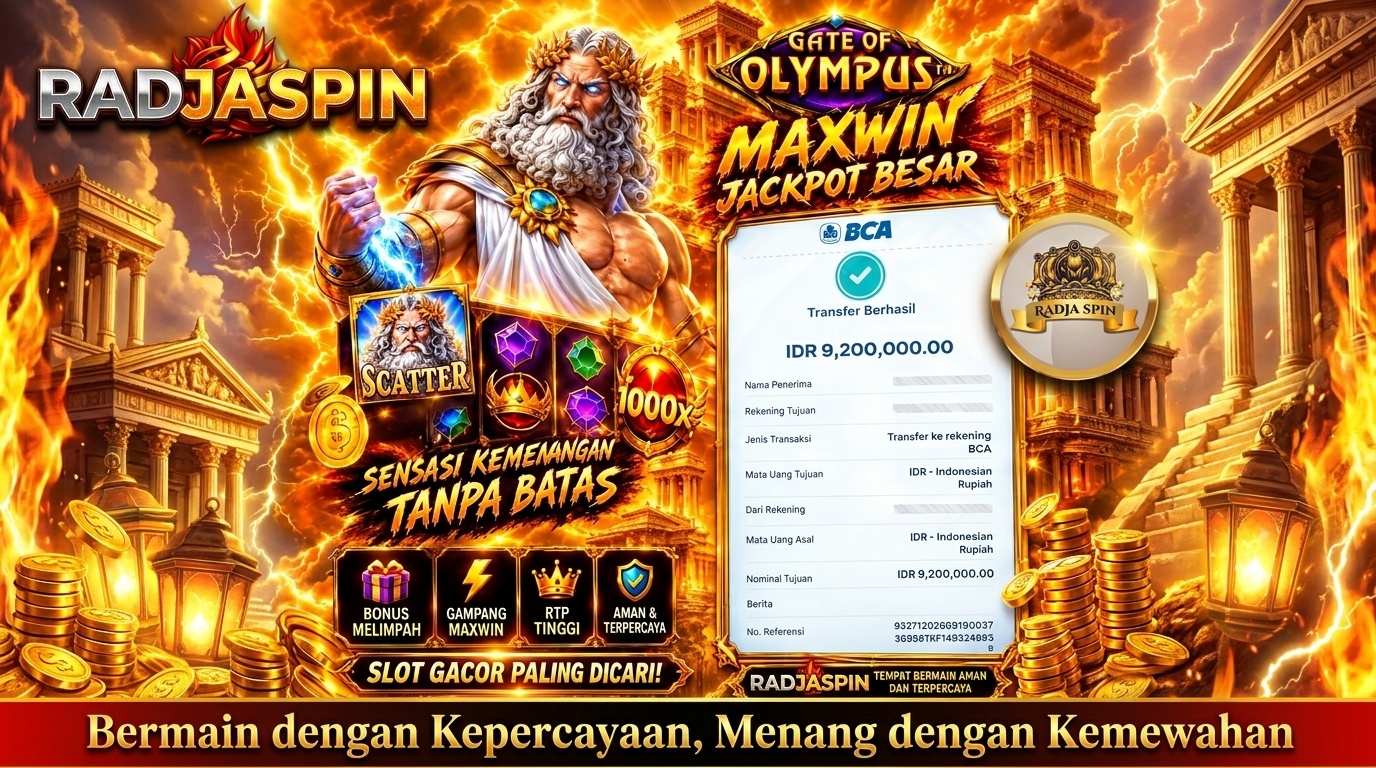 RADJASPIN
GATE OF
OLYMPUS
MAXWIN
JACKPOT BESAR
BCA
Transfer Berhasil
IDR 9,200,000.00
Nama Penerima
Rekening Tujuan
Jenis Transaksi
Transfer ke rekening
BCA
Mata Uang Tujuan
IDR - Indonesian
Rupiah
Dari Rekening
Mata Uang Asal
IDR - Indonesian
Rupiah
Nominal Tujuan
IDR 9,200,000.00
Berita
No. Referensi
RADJA SPIN
SCATTER
1000X
SENSASI KEMENANGAN
TANPA BATAS
BONUS
MELIMPAH
GAMPANG
MAXWIN
RTP
TINGGI
AMAN &
TERPERCAYA
SLOT GACOR PALING DICARI!
RADJASPIN
TEMPAT BERMAIN AMAN
DAN TERPERCAYA
Bermain dengan Kepercayaan, Menang dengan Kemewahan